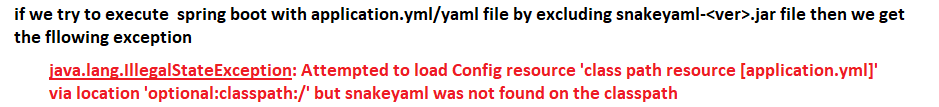 if we try to execute spring boot with application.yml/yaml file by excluding snakeyaml-<ver>.jar file then we get
the fllowing exception
java.lang.IllegalStateException: Attempted to load Config resource 'class path resource [application.yml]'
via location 'optional:classpath:/' but snakeyaml was not found on the classpath